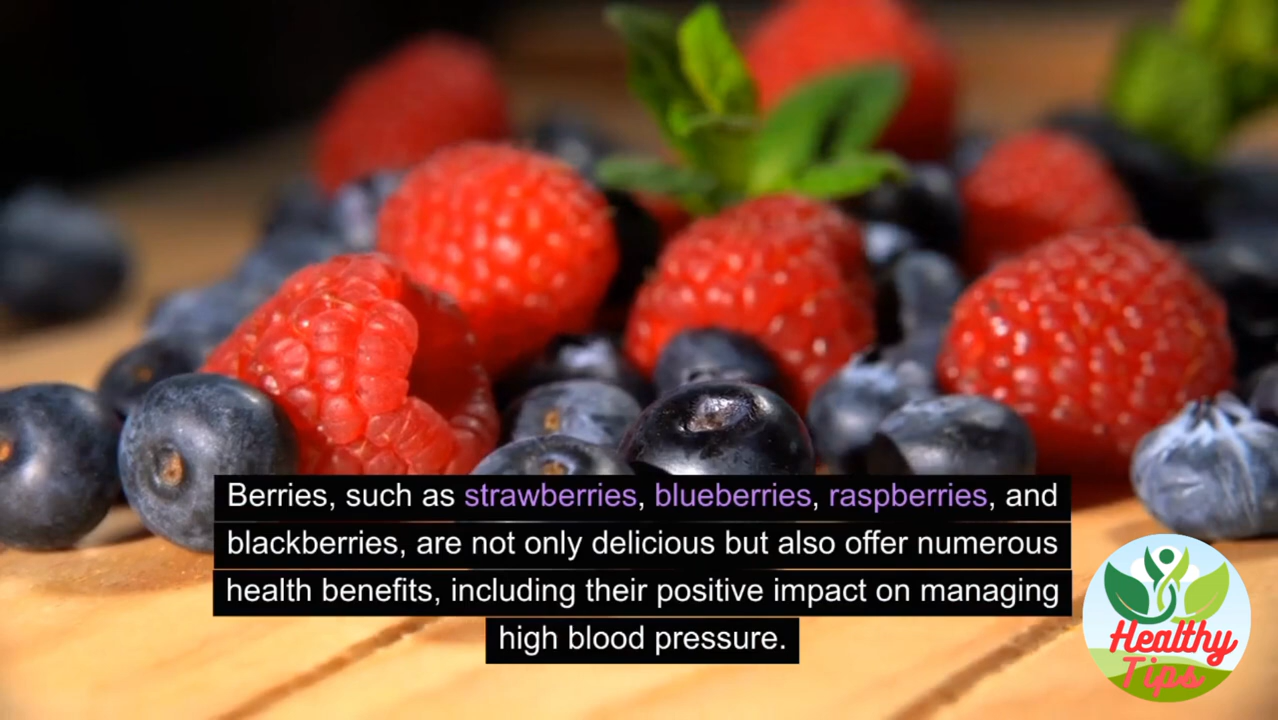 Berries, such as strawberries, blueberries, raspberries, and
blackberries, are not only delicious but also offer numerous
health benefits, including their positive impact on managing
high blood pressure.
Healthy
Tips